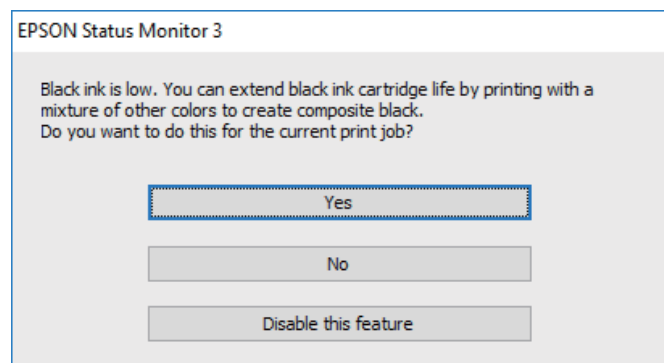 EPSON Status Monitor 3
Black ink is low. You can extend black ink cartridge life by printing with a
mixture of other colors to create composite black.
Do you want to do this for the current print job?
Yes
No
Disable this feature